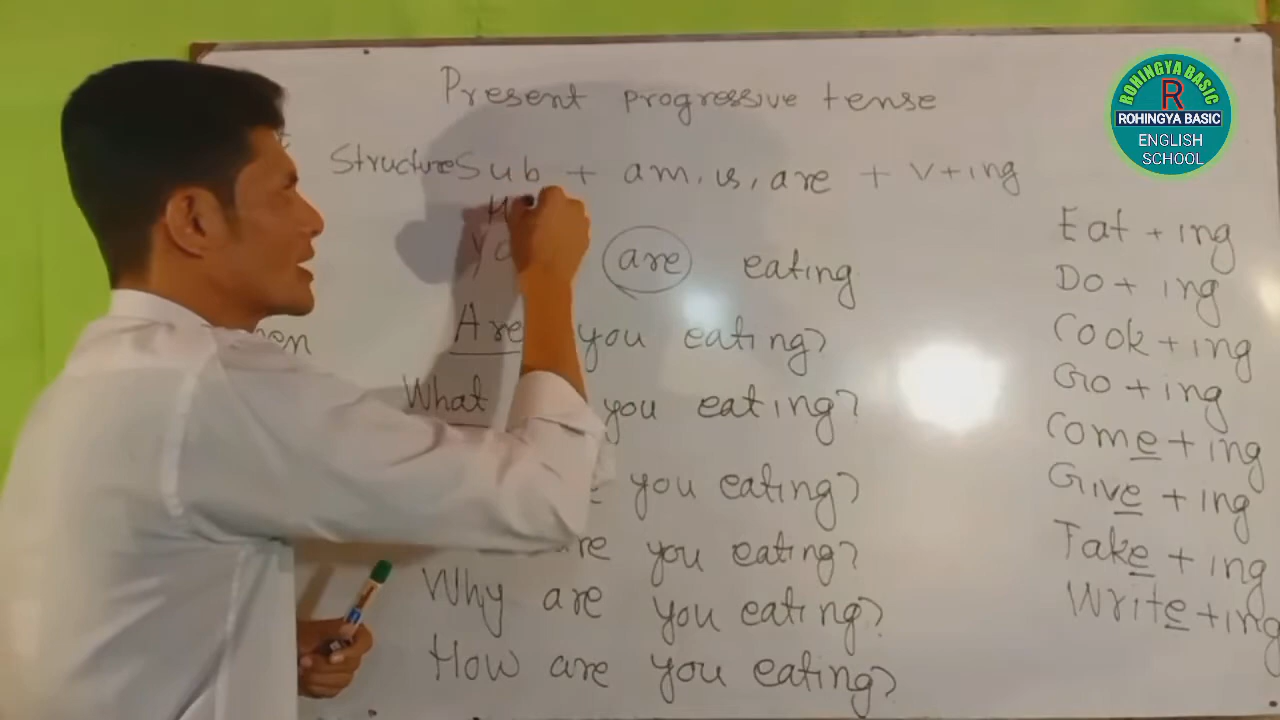 Present progressive tense
Structure Sub + am, is, are + v+ing
are eating
Are you eating?
What you eating?
you eating?
are you eating?
Why are you eating?
How are you eating?
Eat + ing
Do + ing
Cook + ing
Go + ing
Come + ing
Give + ing
Take + ing
Write + ing
ROHINGYA BASIC
R
ROHINGYA BASIC
ENGLISH
SCHOOL